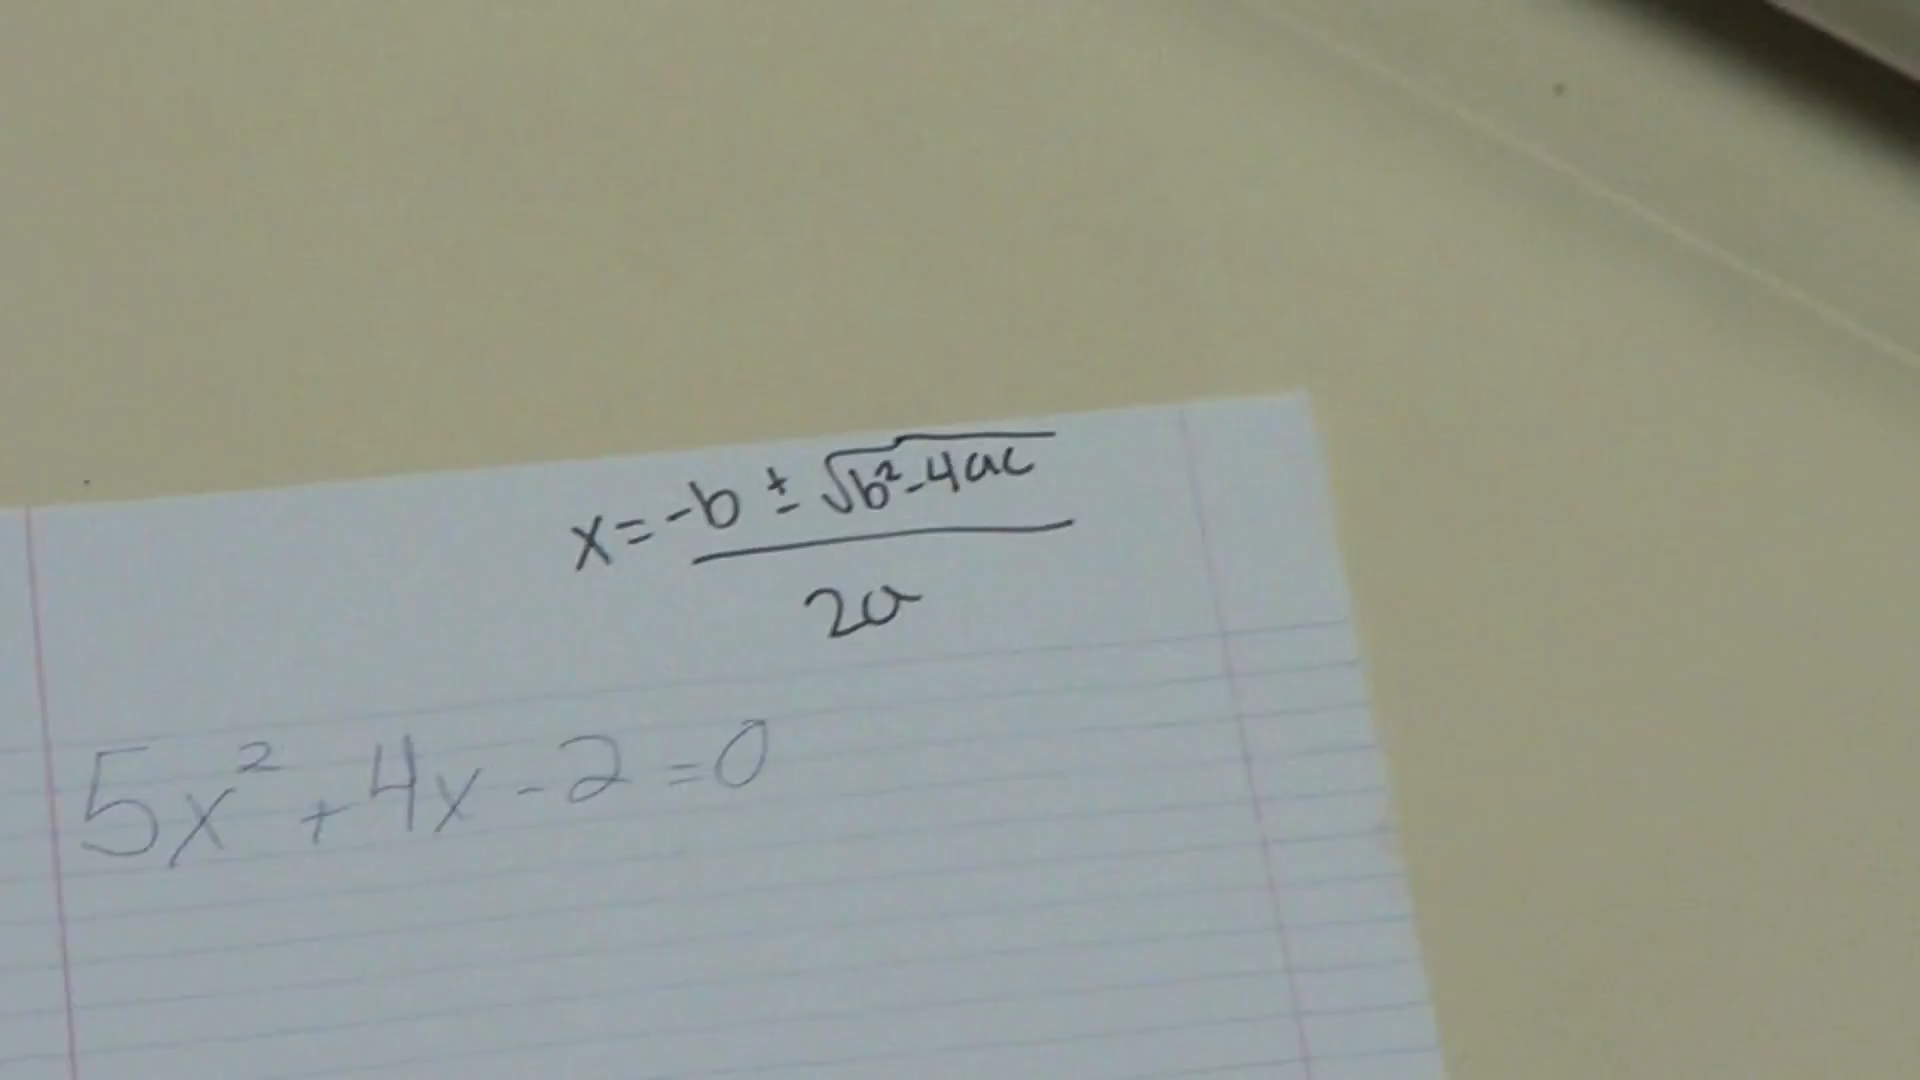 x = -b ± √b²-4ac
2a
5x² + 4x - 2 = 0